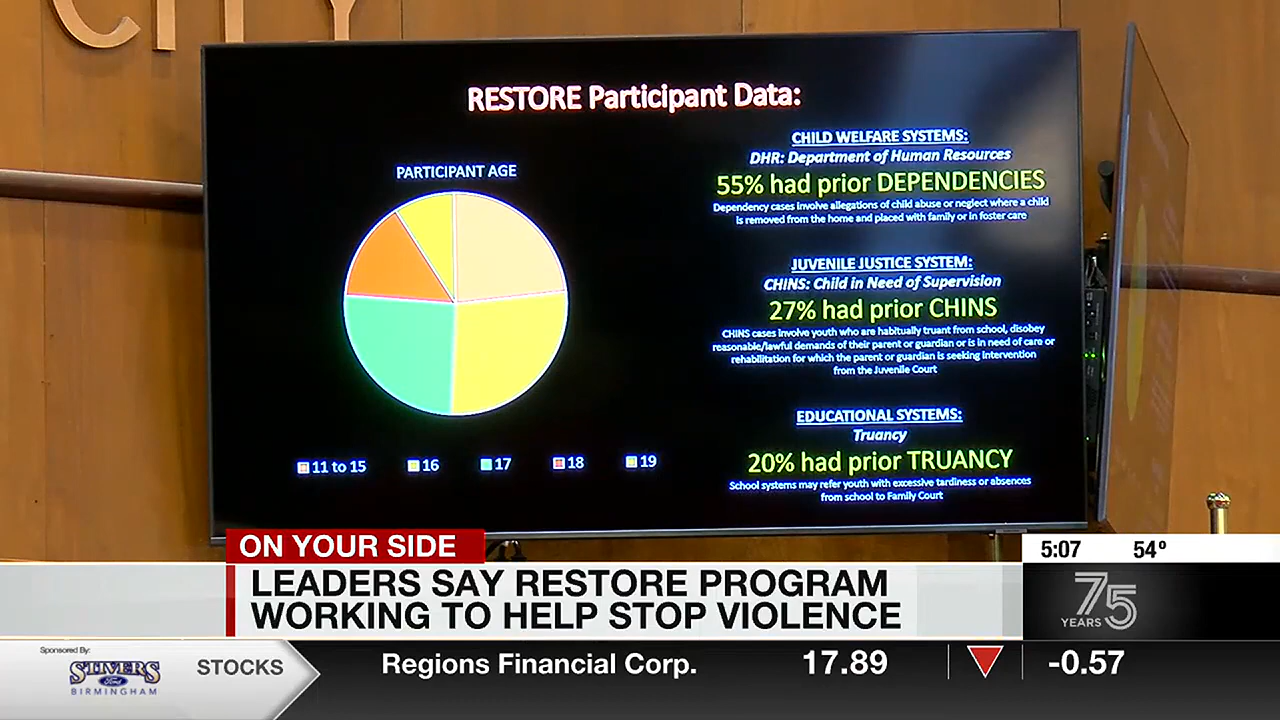 CITY
RESTORE Participant Data:
PARTICIPANT AGE
11 to 15 16 17 18 19
CHILD WELFARE SYSTEMS:
DHR: Department of Human Resources
55% had prior DEPENDENCIES
Dependency cases involve allegations of child abuse or neglect where a child
is removed from the home and placed with family or in foster care
JUVENILE JUSTICE SYSTEM:
CHINS: Child in Need of Supervision
27% had prior CHINS
CHINS cases involve youth who are habitually truant from school, disobey
reasonable/lawful demands of their parent or guardian or is in need of care or
rehabilitation for which the parent or guardian is seeking intervention
from the Juvenile Court
EDUCATIONAL SYSTEMS:
Truancy
20% had prior TRUANCY
School systems may refer youth with excessive tardiness or absences
from school to Family Court
ON YOUR SIDE
LEADERS SAY RESTORE PROGRAM
WORKING TO HELP STOP VIOLENCE
5:07 54°
75
YEARS
Sponsored By:
STIVERS
Ford
BIRMINGHAM
STOCKS
Regions Financial Corp. 17.89 -0.57